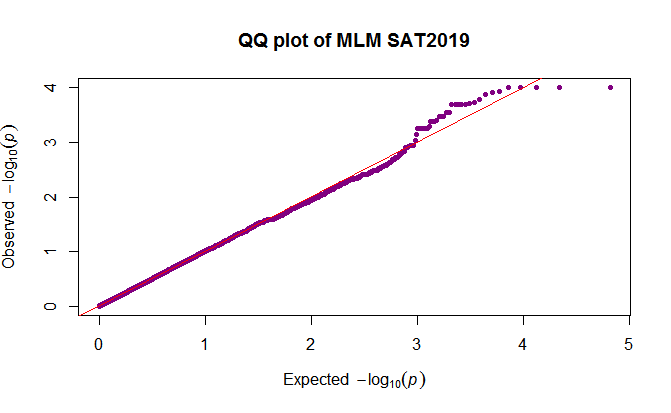 QQ plot of MLM SAT2019
Observed −log₁₀(p)
4
3
2
1
0
0 1 2 3 4 5
Expected −log₁₀(p)